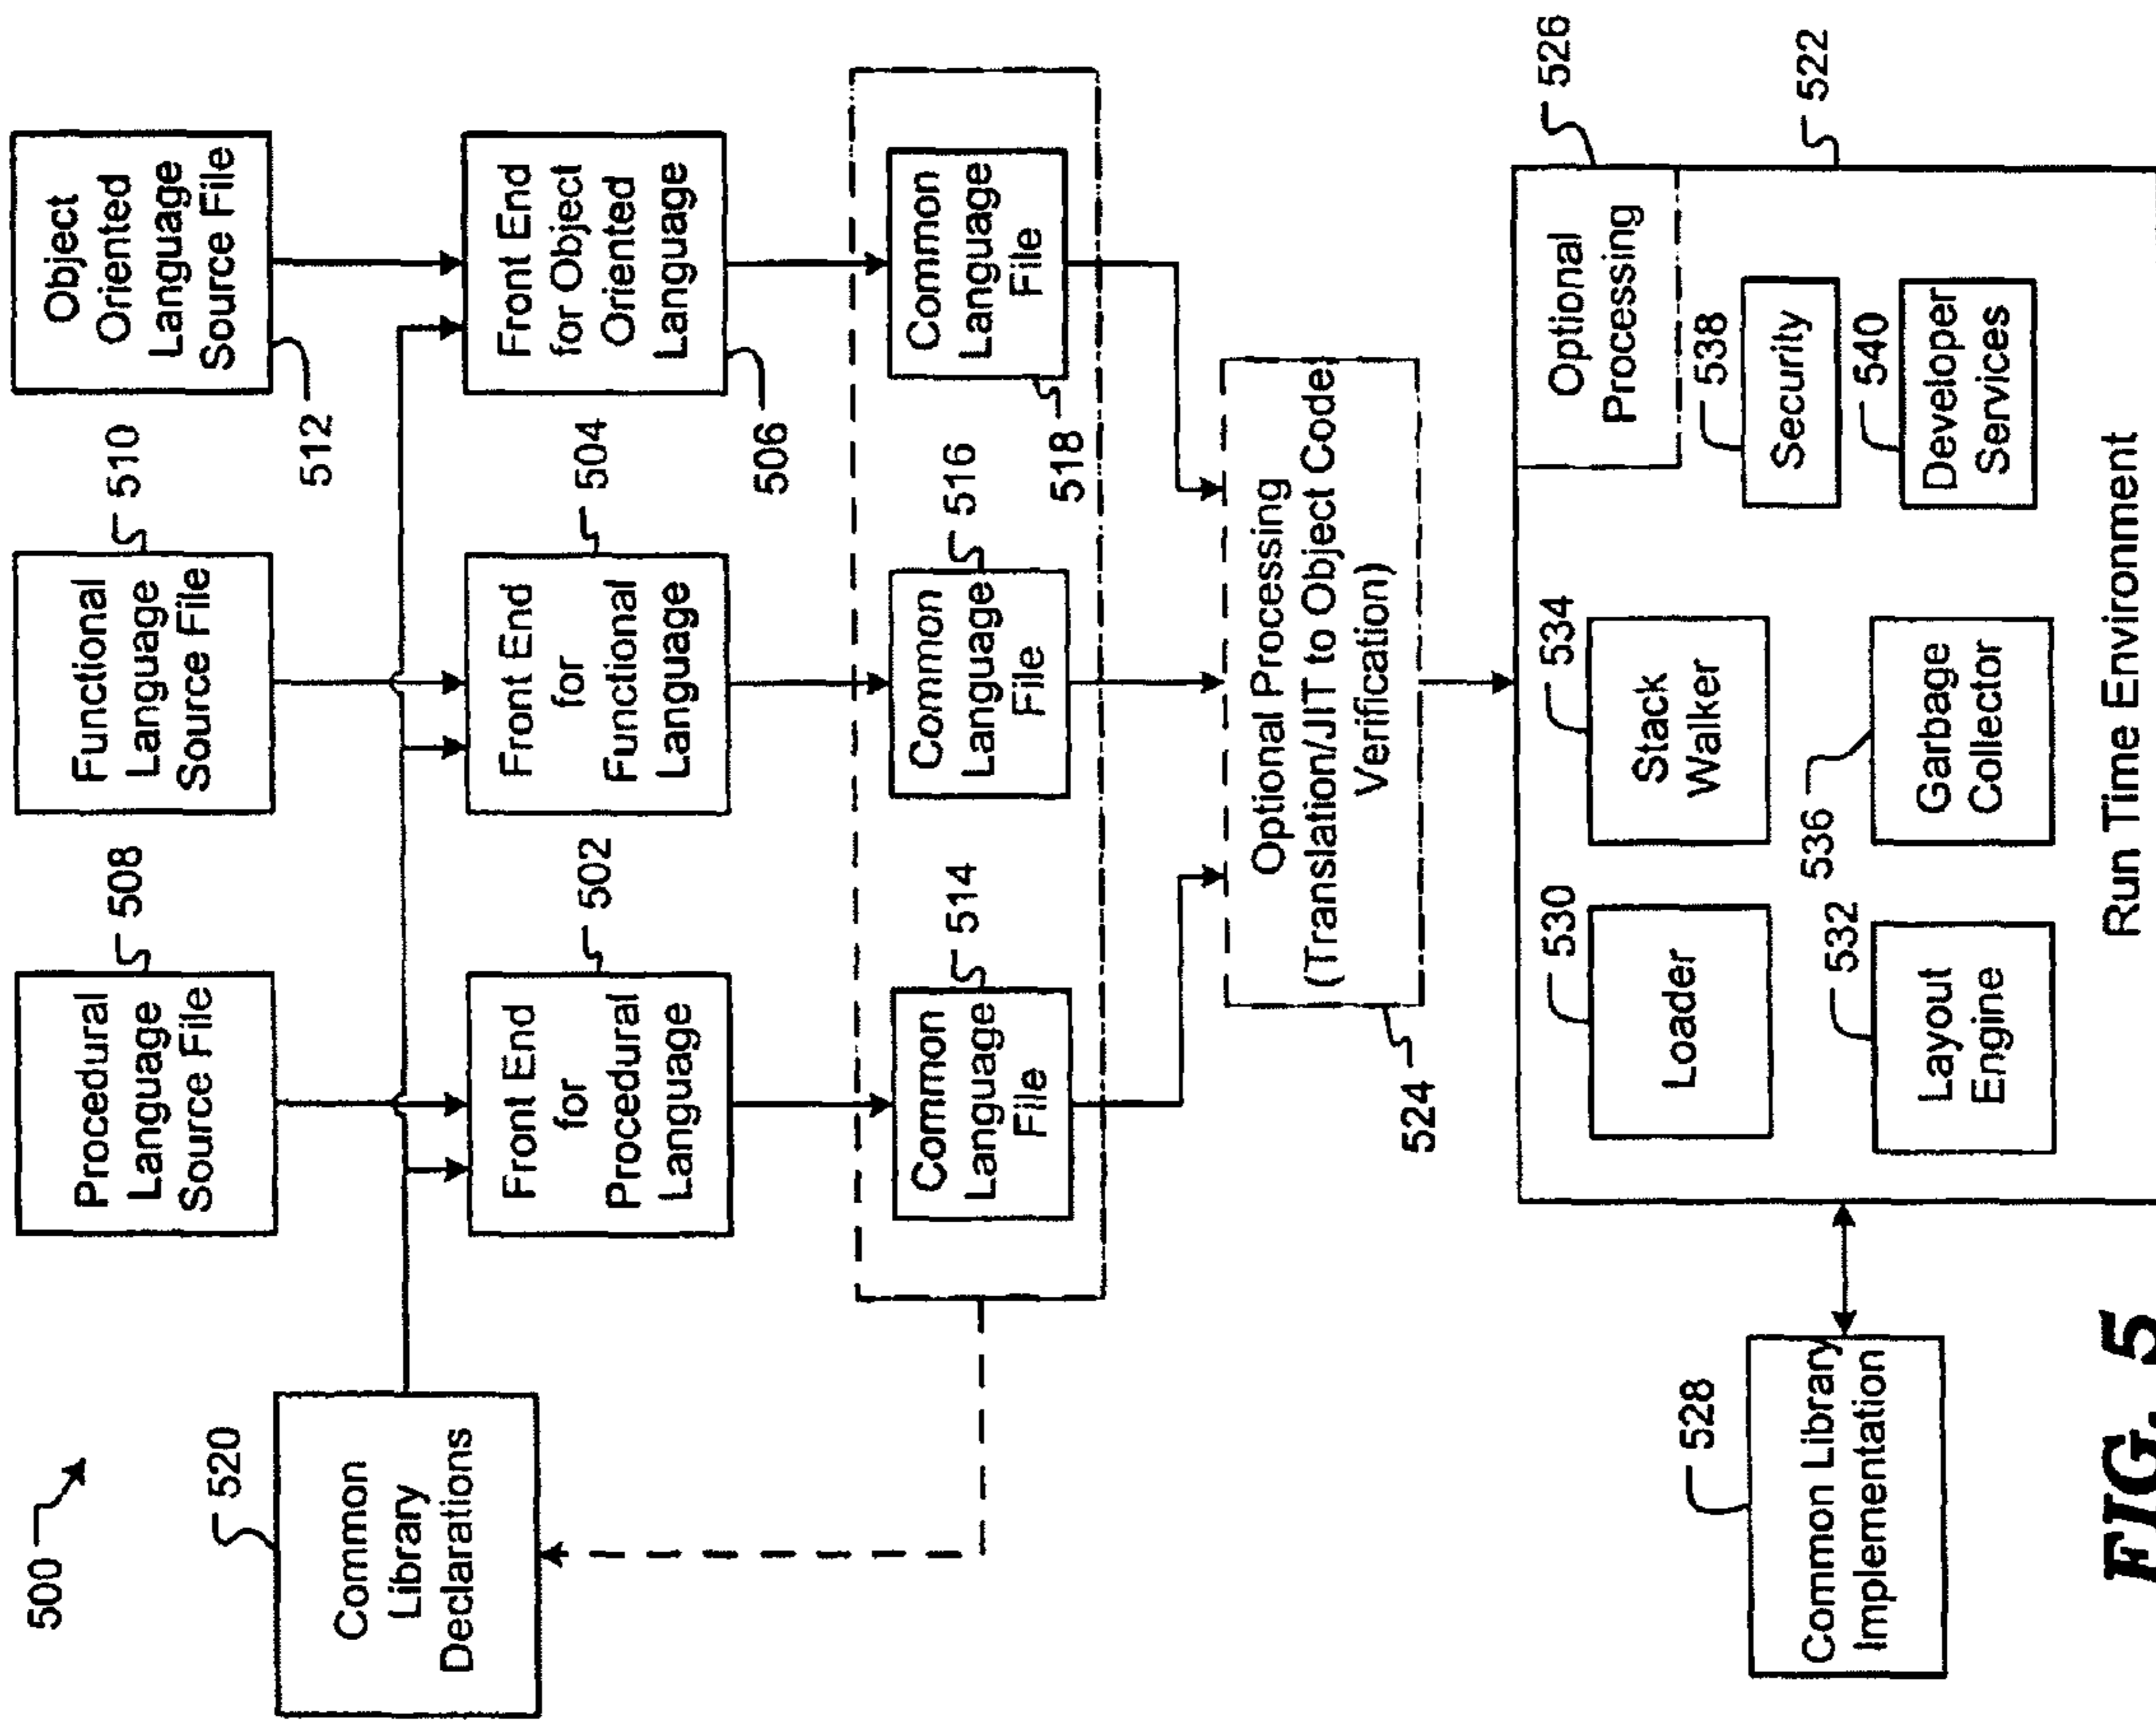 500
520
Common
Library
Declarations
Procedural
Language
Source File
508
Functional
Language
Source File
510
Object
Oriented
Language
Source File
512
Front End
for
Procedural
Language
502
Front End
for
Functional
Language
504
Front End
for Object
Oriented
Language
506
Common
Language
File
514
Common
Language
File
516
Common
Language
File
518
Optional Processing
(Translation/JIT to Object Code
Verification)
524
Optional
Processing
526
522
528
Common Library
Implementation
530
Loader
534
Stack
Walker
538
Security
532
Layout
Engine
536
Garbage
Collector
540
Developer
Services
Run Time Environment
FIG. 5